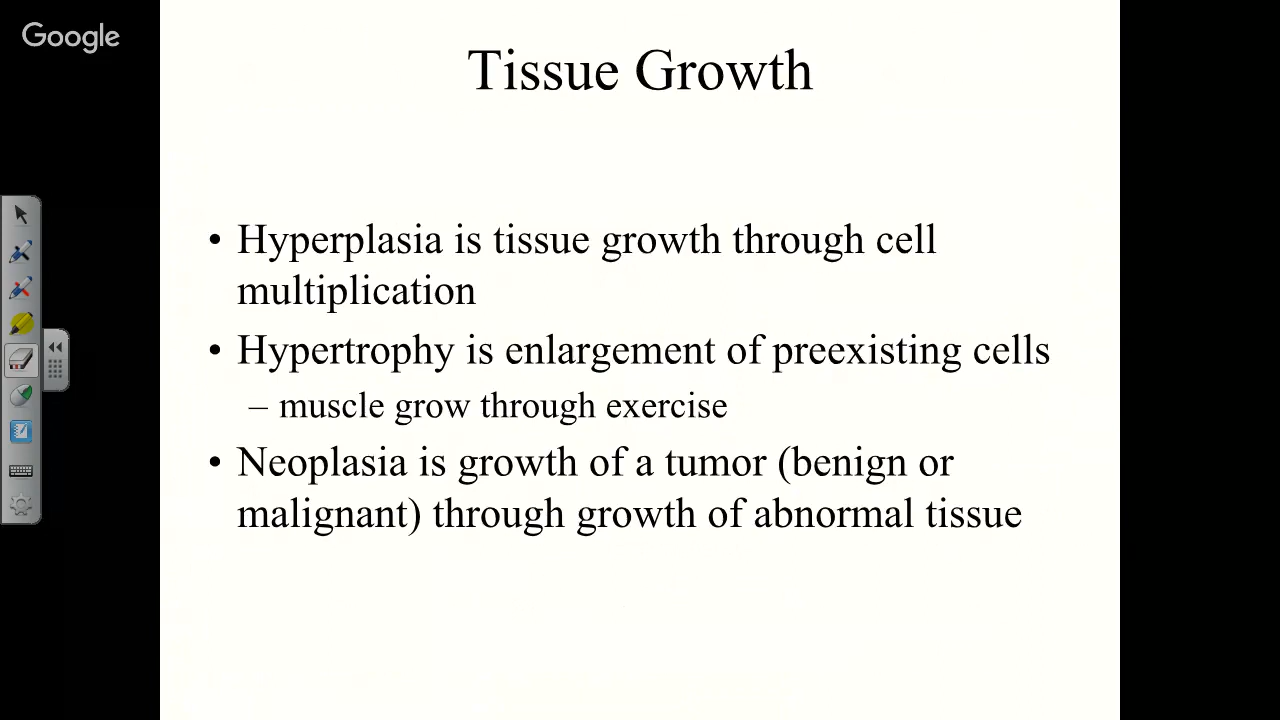 Google
Tissue Growth
• Hyperplasia is tissue growth through cell
multiplication
• Hypertrophy is enlargement of preexisting cells
– muscle grow through exercise
• Neoplasia is growth of a tumor (benign or
malignant) through growth of abnormal tissue